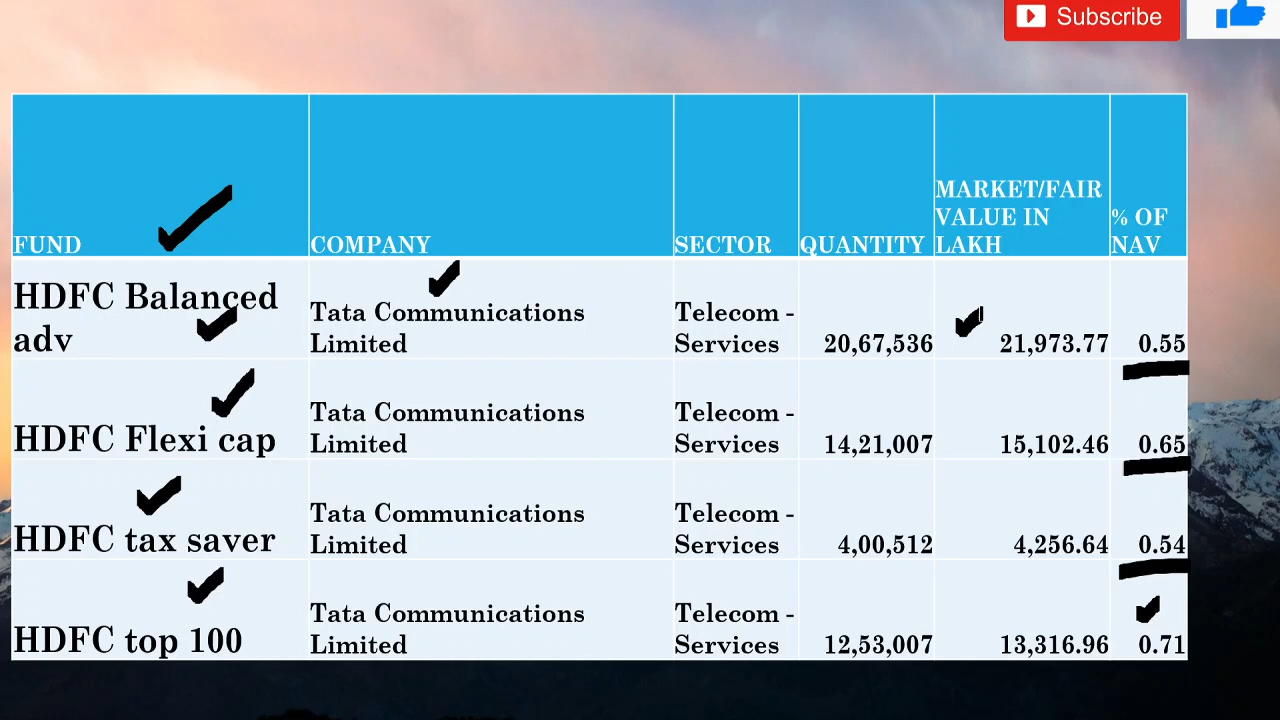 Subscribe
FUND COMPANY SECTOR QUANTITY MARKET/FAIR VALUE IN LAKH % OF NAV
HDFC Balanced adv Tata Communications Limited Telecom - Services 20,67,536 21,973.77 0.55
HDFC Flexi cap Tata Communications Limited Telecom - Services 14,21,007 15,102.46 0.65
HDFC tax saver Tata Communications Limited Telecom - Services 4,00,512 4,256.64 0.54
HDFC top 100 Tata Communications Limited Telecom - Services 12,53,007 13,316.96 0.71